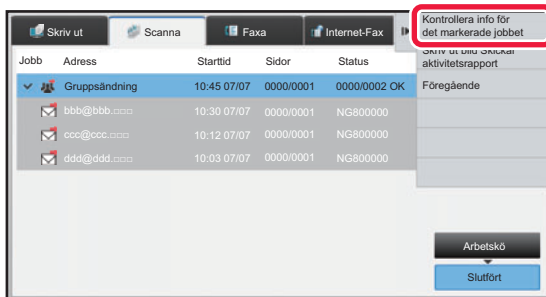 Skriv ut
Scanna
Faxa
Internet-Fax
Kontrollera info för
det markerade jobbet
Skriv ut bild Skickar
aktivitetsrapport
Föregående
Jobb Adress Starttid Sidor Status
Gruppsändning 10:45 07/07 0000/0001 0000/0002 OK
bbb@bbb.□□□ 10:30 07/07 0000/0001 NG800000
ccc@ccc.□□□ 10:12 07/07 0000/0001 NG800000
ddd@ddd.□□□ 10:03 07/07 0000/0001 NG800000
Arbetskö
Slutfört